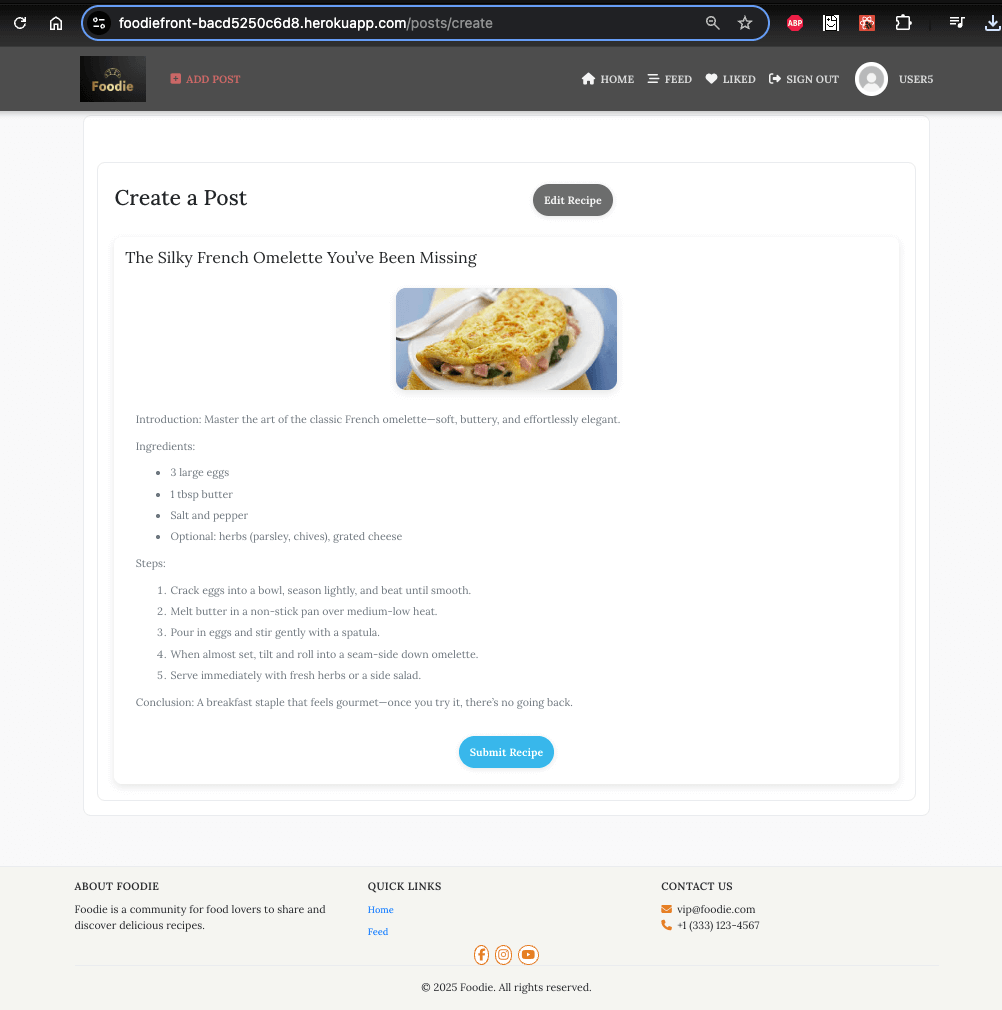 foodiefront-bacd5250c6d8.herokuapp.com/posts/create
ABP
Foodie
ADD POST
HOME
FEED
LIKED
SIGN OUT
USER5
Create a Post
Edit Recipe
The Silky French Omelette You’ve Been Missing
Introduction: Master the art of the classic French omelette—soft, buttery, and effortlessly elegant.
Ingredients:
• 3 large eggs
• 1 tbsp butter
• Salt and pepper
• Optional: herbs (parsley, chives), grated cheese
Steps:
1. Crack eggs into a bowl, season lightly, and beat until smooth.
2. Melt butter in a non-stick pan over medium-low heat.
3. Pour in eggs and stir gently with a spatula.
4. When almost set, tilt and roll into a seam-side down omelette.
5. Serve immediately with fresh herbs or a side salad.
Conclusion: A breakfast staple that feels gourmet—once you try it, there’s no going back.
Submit Recipe
ABOUT FOODIE
Foodie is a community for food lovers to share and
discover delicious recipes.
QUICK LINKS
Home
Feed
CONTACT US
vip@foodie.com
+1 (333) 123-4567
© 2025 Foodie. All rights reserved.